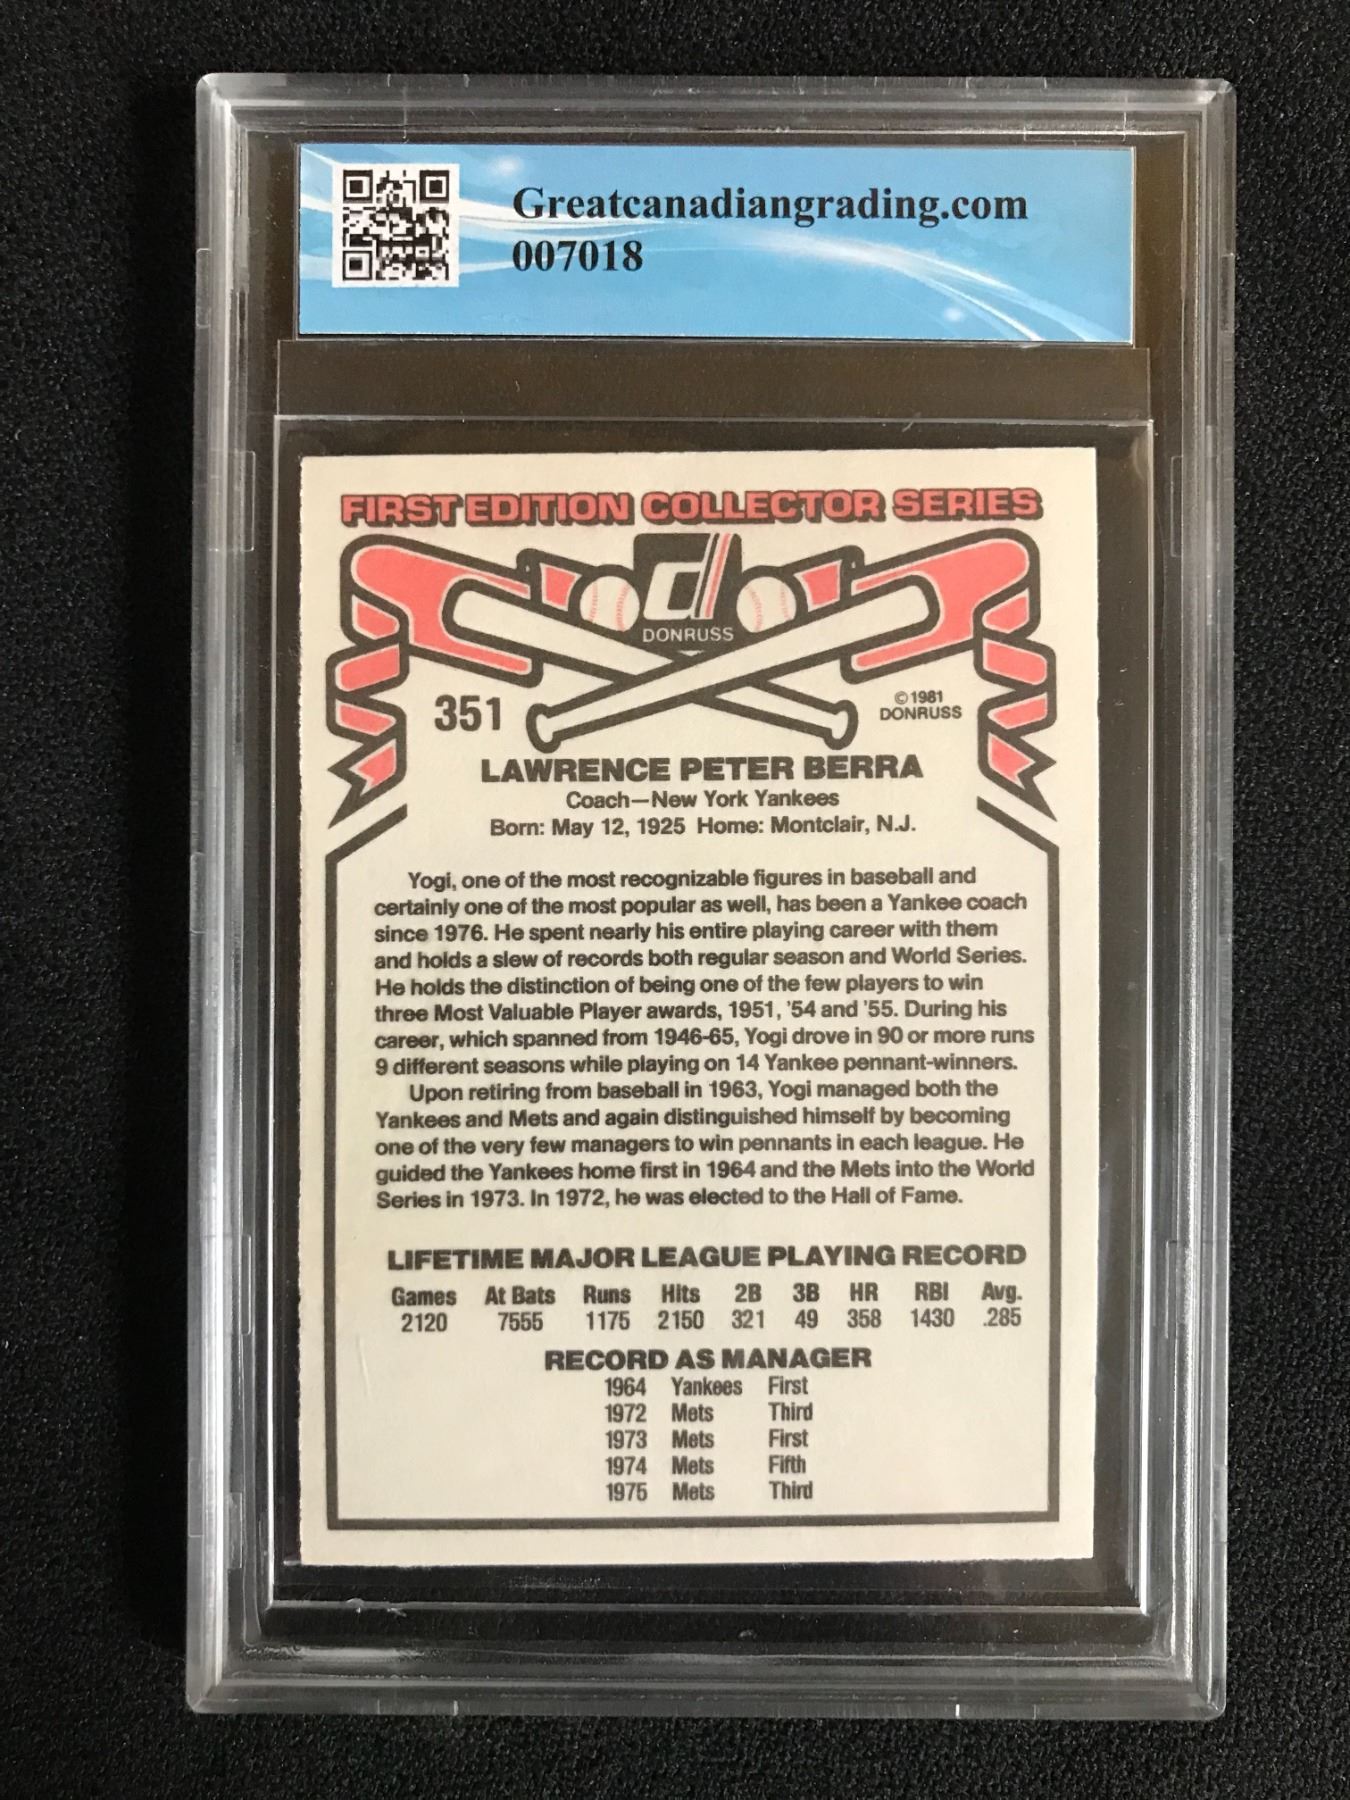 Greatcanadiangrading.com
007018
FIRST EDITION COLLECTOR SERIES
d
DONRUSS
351
© 1981
DONRUSS
LAWRENCE PETER BERRA
Coach—New York Yankees
Born: May 12, 1925 Home: Montclair, N.J.
Yogi, one of the most recognizable figures in baseball and
certainly one of the most popular as well, has been a Yankee coach
since 1976. He spent nearly his entire playing career with them
and holds a slew of records both regular season and World Series.
He holds the distinction of being one of the few players to win
three Most Valuable Player awards, 1951, '54 and '55. During his
career, which spanned from 1946-65, Yogi drove in 90 or more runs
9 different seasons while playing on 14 Yankee pennant-winners.
Upon retiring from baseball in 1963, Yogi managed both the
Yankees and Mets and again distinguished himself by becoming
one of the very few managers to win pennants in each league. He
guided the Yankees home first in 1964 and the Mets into the World
Series in 1973. In 1972, he was elected to the Hall of Fame.
LIFETIME MAJOR LEAGUE PLAYING RECORD
Games At Bats Runs Hits 2B 3B HR RBI Avg.
2120 7555 1175 2150 321 49 358 1430 .285
RECORD AS MANAGER
1964 Yankees First
1972 Mets Third
1973 Mets First
1974 Mets Fifth
1975 Mets Third